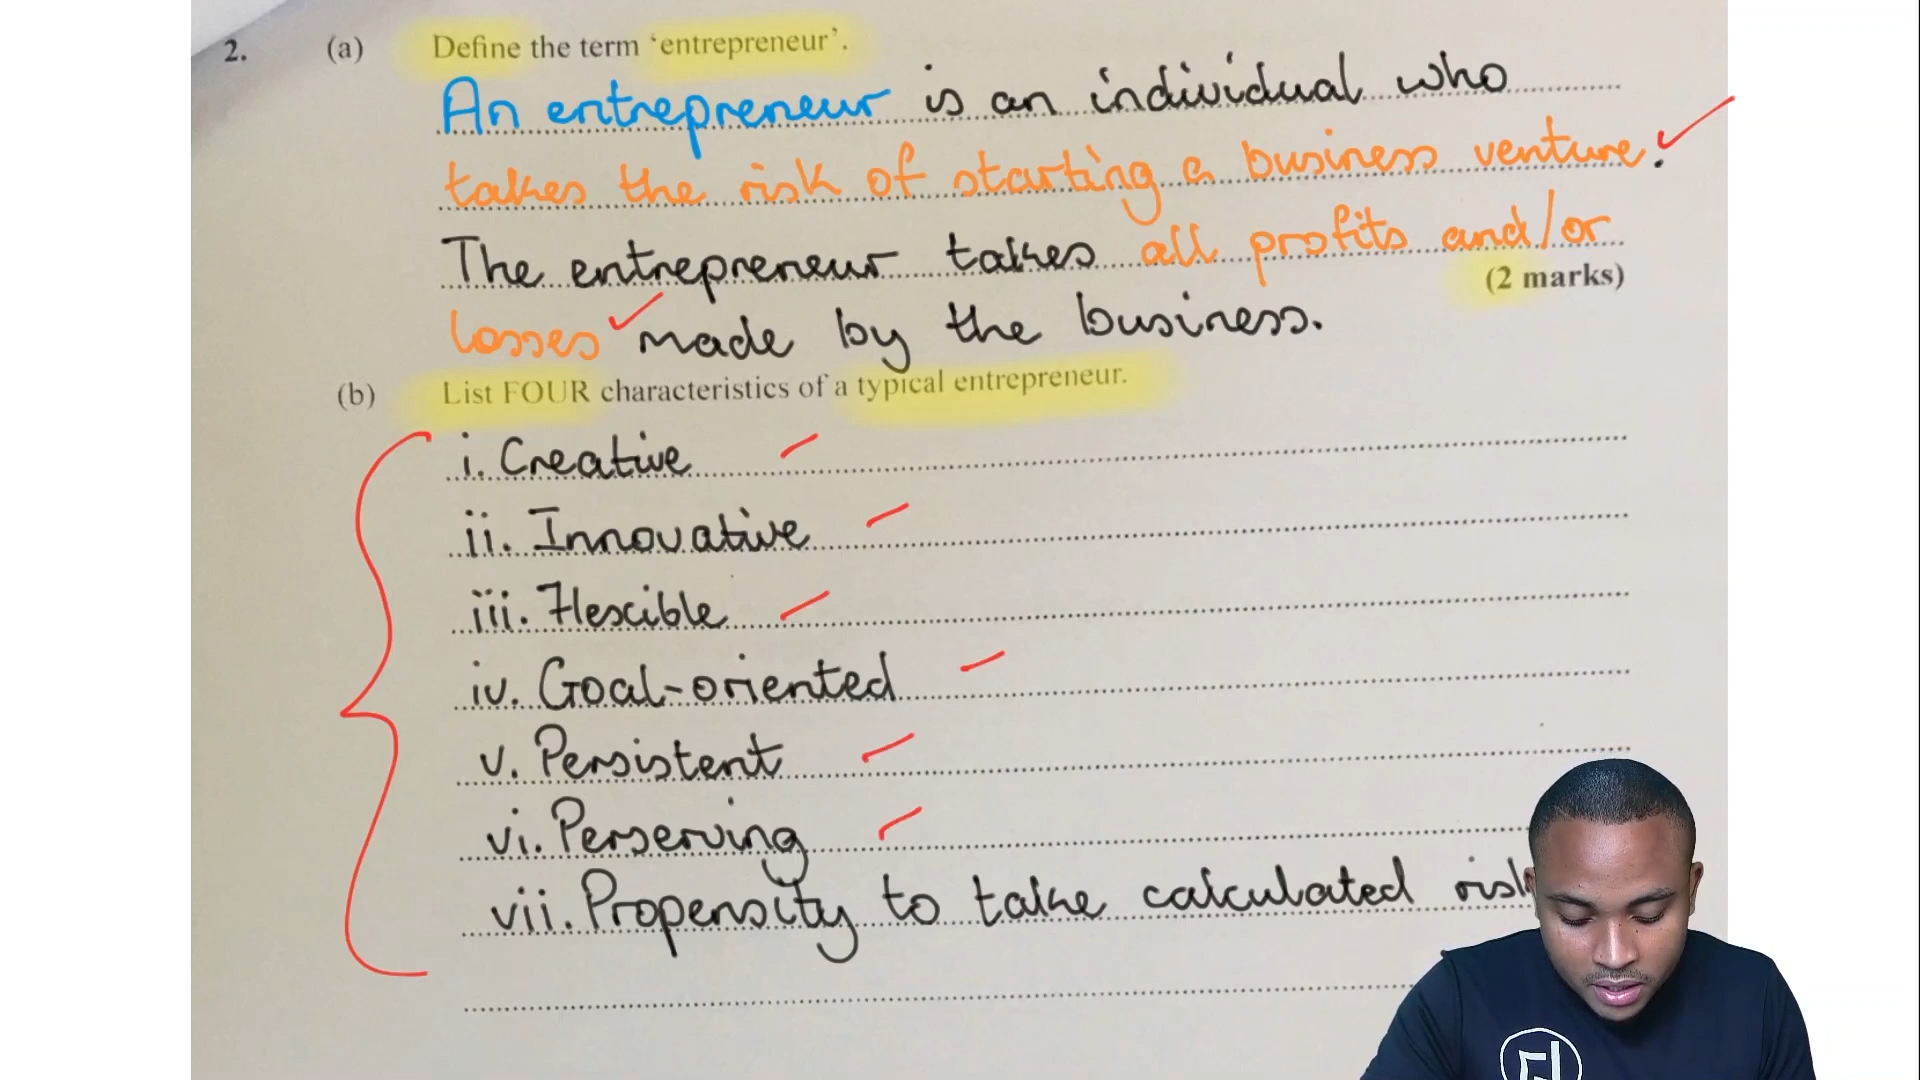 2. (a) Define the term ‘entrepreneur’.
An entrepreneur is an individual who
takes the risk of starting a business venture.
The entrepreneur takes all profits and/or
(2 marks)
losses made by the business.
(b) List FOUR characteristics of a typical entrepreneur.
i. Creative
ii. Innovative
iii. Flexible
iv. Goal-oriented
v. Persistent
vi. Perserving
vii. Propensity to take calculated